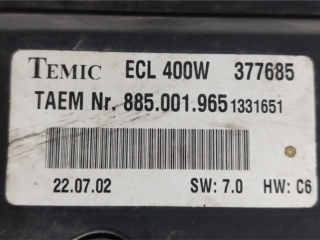 TEMIC ECL 400W 377685
TAEM Nr. 885.001.965 1331651
22.07.02 SW: 7.0 HW: C6